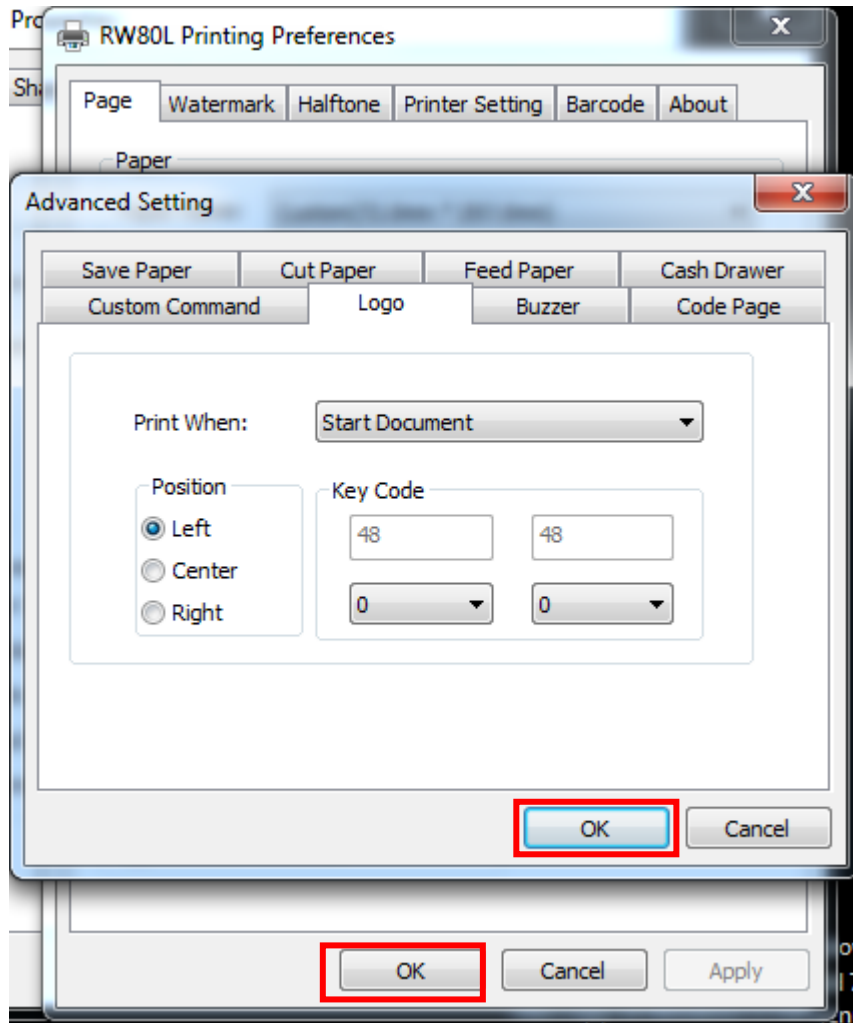 RW80L Printing Preferences
Page Watermark Halftone Printer Setting Barcode About
Paper
Advanced Setting
Save Paper Cut Paper Feed Paper Cash Drawer
Custom Command Logo Buzzer Code Page
Print When: Start Document
Position
Left
Center
Right
Key Code
48 48
0 0
OK Cancel
OK Cancel Apply